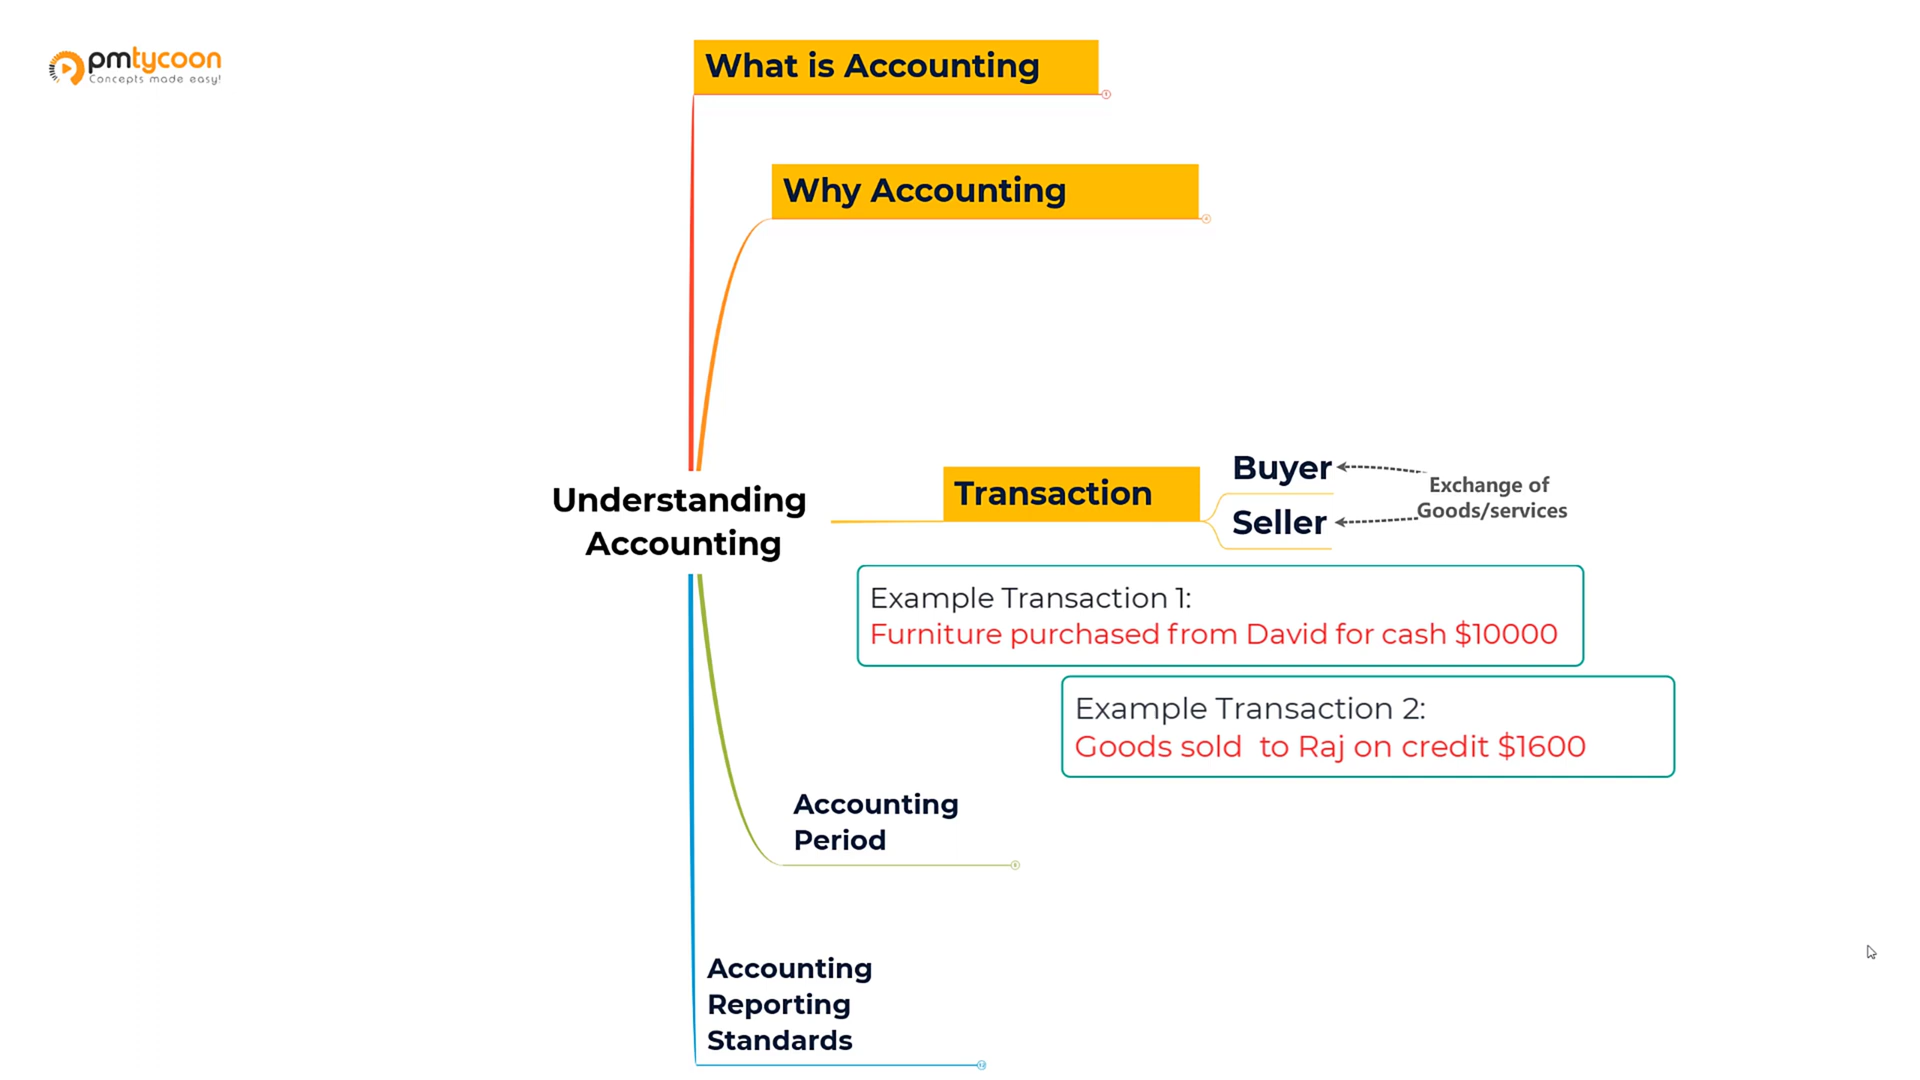 pmtycoon
Concepts made easy!
What is Accounting
Why Accounting
Understanding
Accounting
Transaction
Buyer
Seller
Exchange of
Goods/services
Example Transaction 1:
Furniture purchased from David for cash $10000
Example Transaction 2:
Goods sold  to Raj on credit $1600
Accounting
Period
Accounting
Reporting
Standards